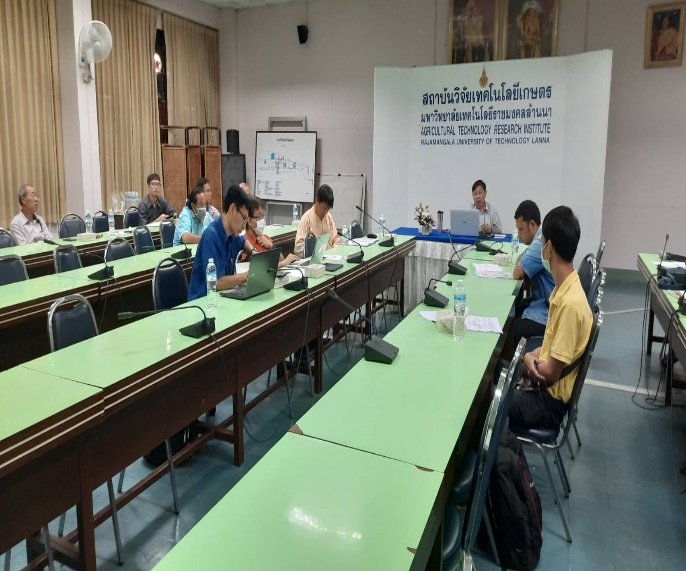 สถาบันวิจัยเทคโนโลยีเกษตร
มหาวิทยาลัยเทคโนโลยีราชมงคลล้านนา
AGRICULTURAL TECHNOLOGY RESEARCH INSTITUTE
RAJAMANGALA UNIVERSITY OF TECHNOLOGY LANNA